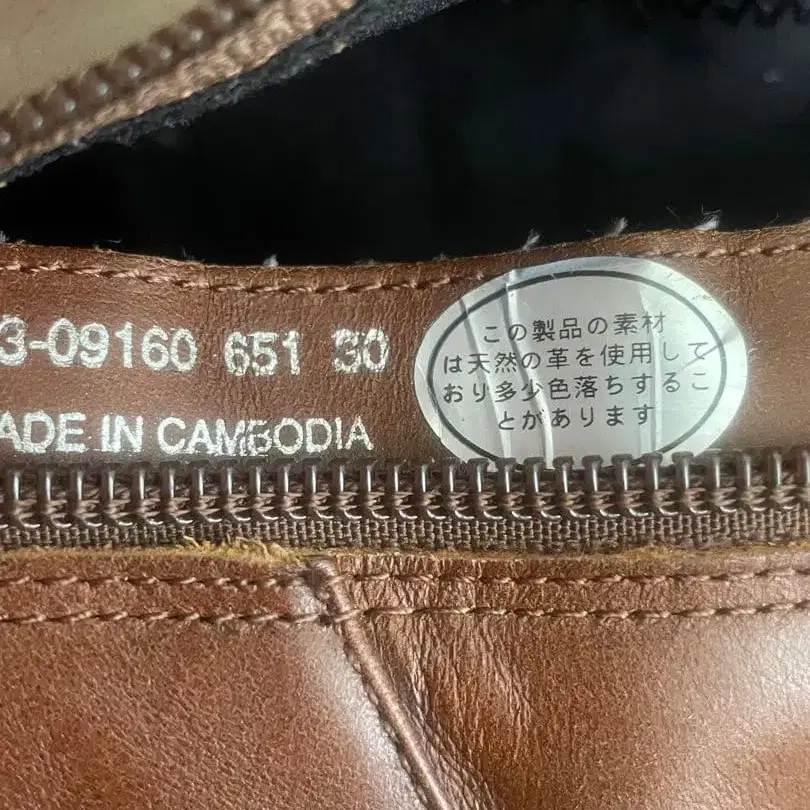 3-09160 651 30
ADE IN CAMBODIA
この製品の素材
は天然の革を使用して
おり多少色落ちするこ
とがあります